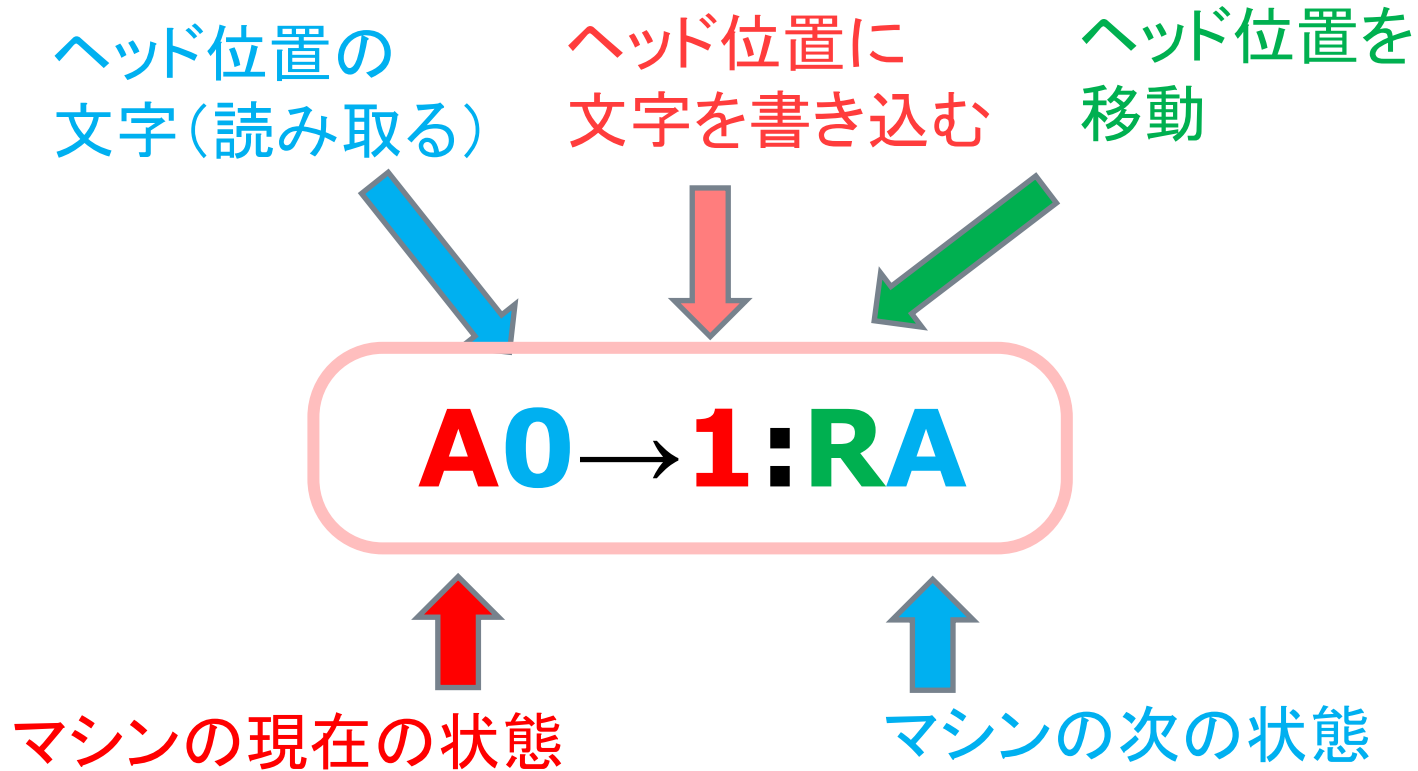 ヘッド位置の
文字（読み取る）
ヘッド位置に
文字を書き込む
ヘッド位置を
移動
A0→1:RA
マシンの現在の状態
マシンの次の状態